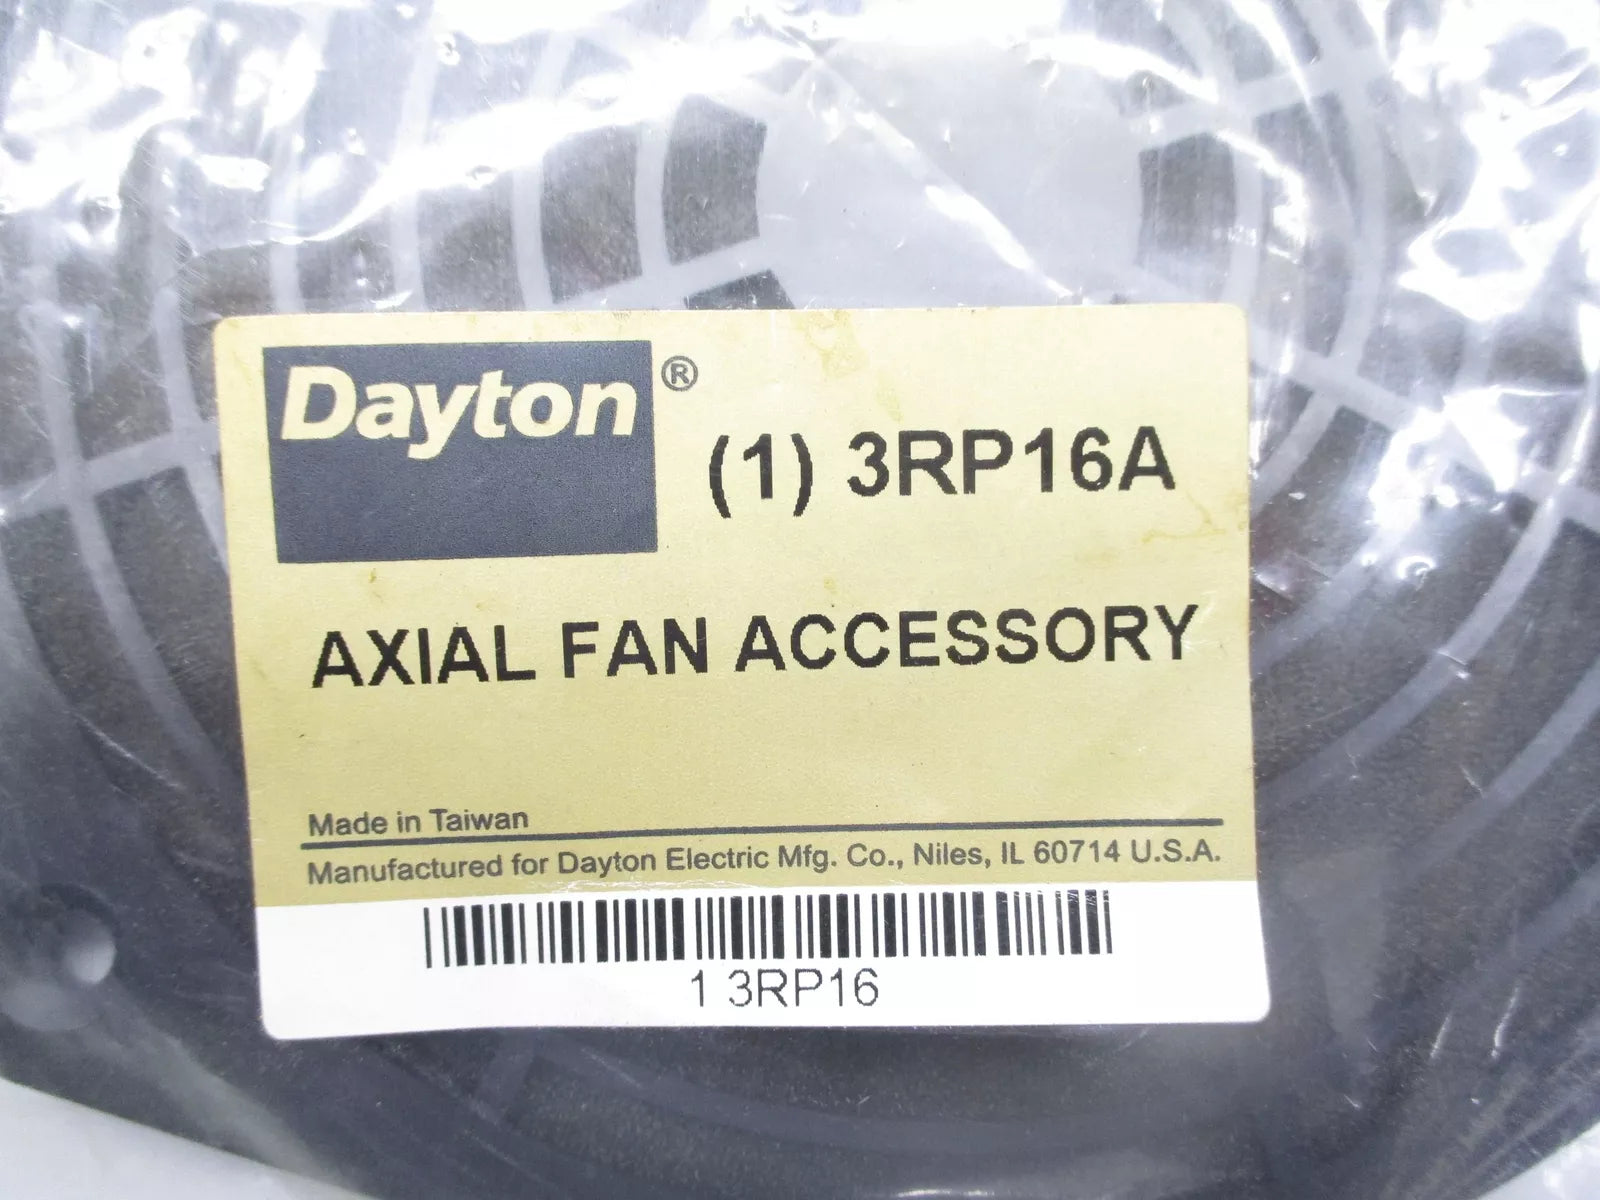 Dayton®
(1) 3RP16A
AXIAL FAN ACCESSORY
Made in Taiwan
Manufactured for Dayton Electric Mfg. Co., Niles, IL 60714 U.S.A.
1 3RP16